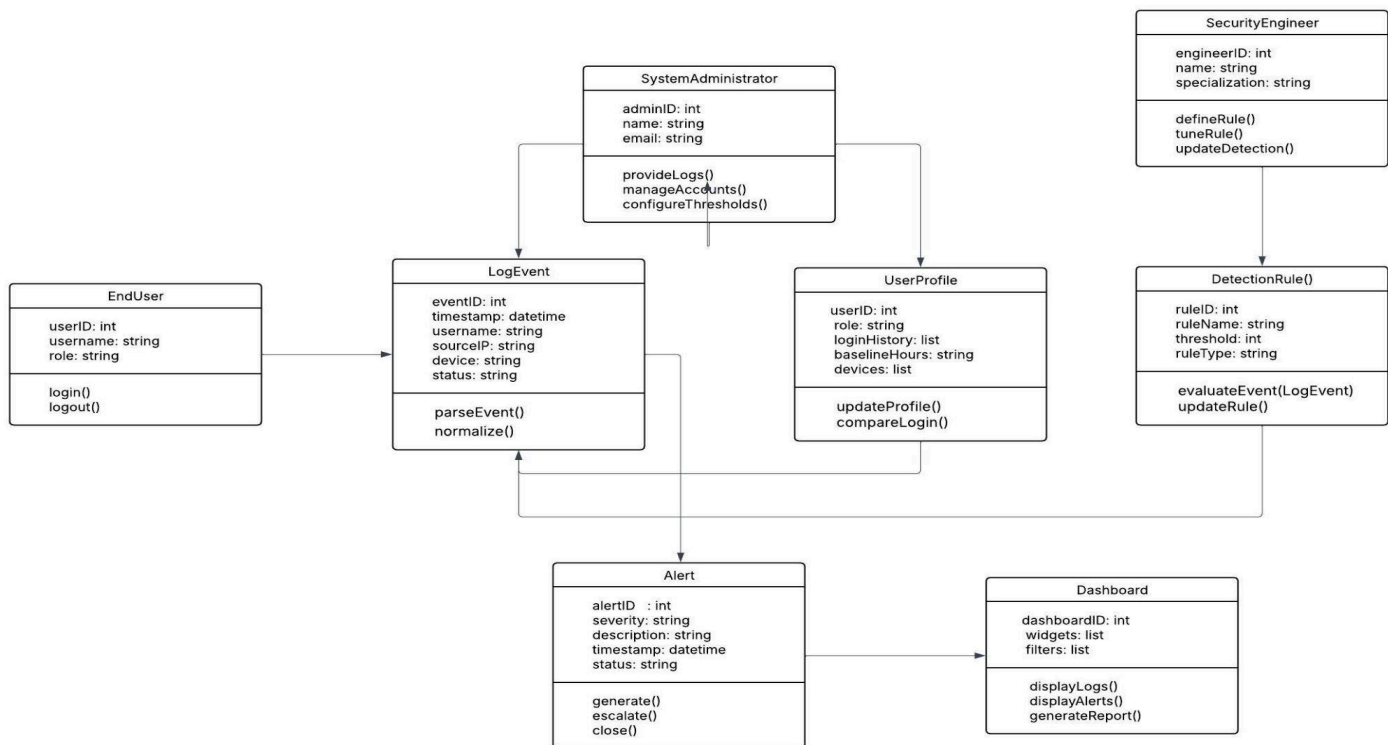 SecurityEngineer
engineerID: int
name: string
specialization: string
defineRule()
tuneRule()
updateDetection()
SystemAdministrator
adminID: int
name: string
email: string
provideLogs()
manageAccounts()
configureThresholds()
LogEvent
eventID: int
timestamp: datetime
username: string
sourceIP: string
device: string
status: string
parseEvent()
normalize()
UserProfile
userID: int
role: string
loginHistory: list
baselineHours: string
devices: list
updateProfile()
compareLogin()
DetectionRule()
ruleID: int
ruleName: string
threshold: int
ruleType: string
evaluateEvent(LogEvent)
updateRule()
EndUser
userID: int
username: string
role: string
login()
logout()
Alert
alertID   : int
severity: string
description: string
timestamp: datetime
status: string
generate()
escalate()
close()
Dashboard
dashboardID: int
widgets: list
filters: list
displayLogs()
displayAlerts()
generateReport()